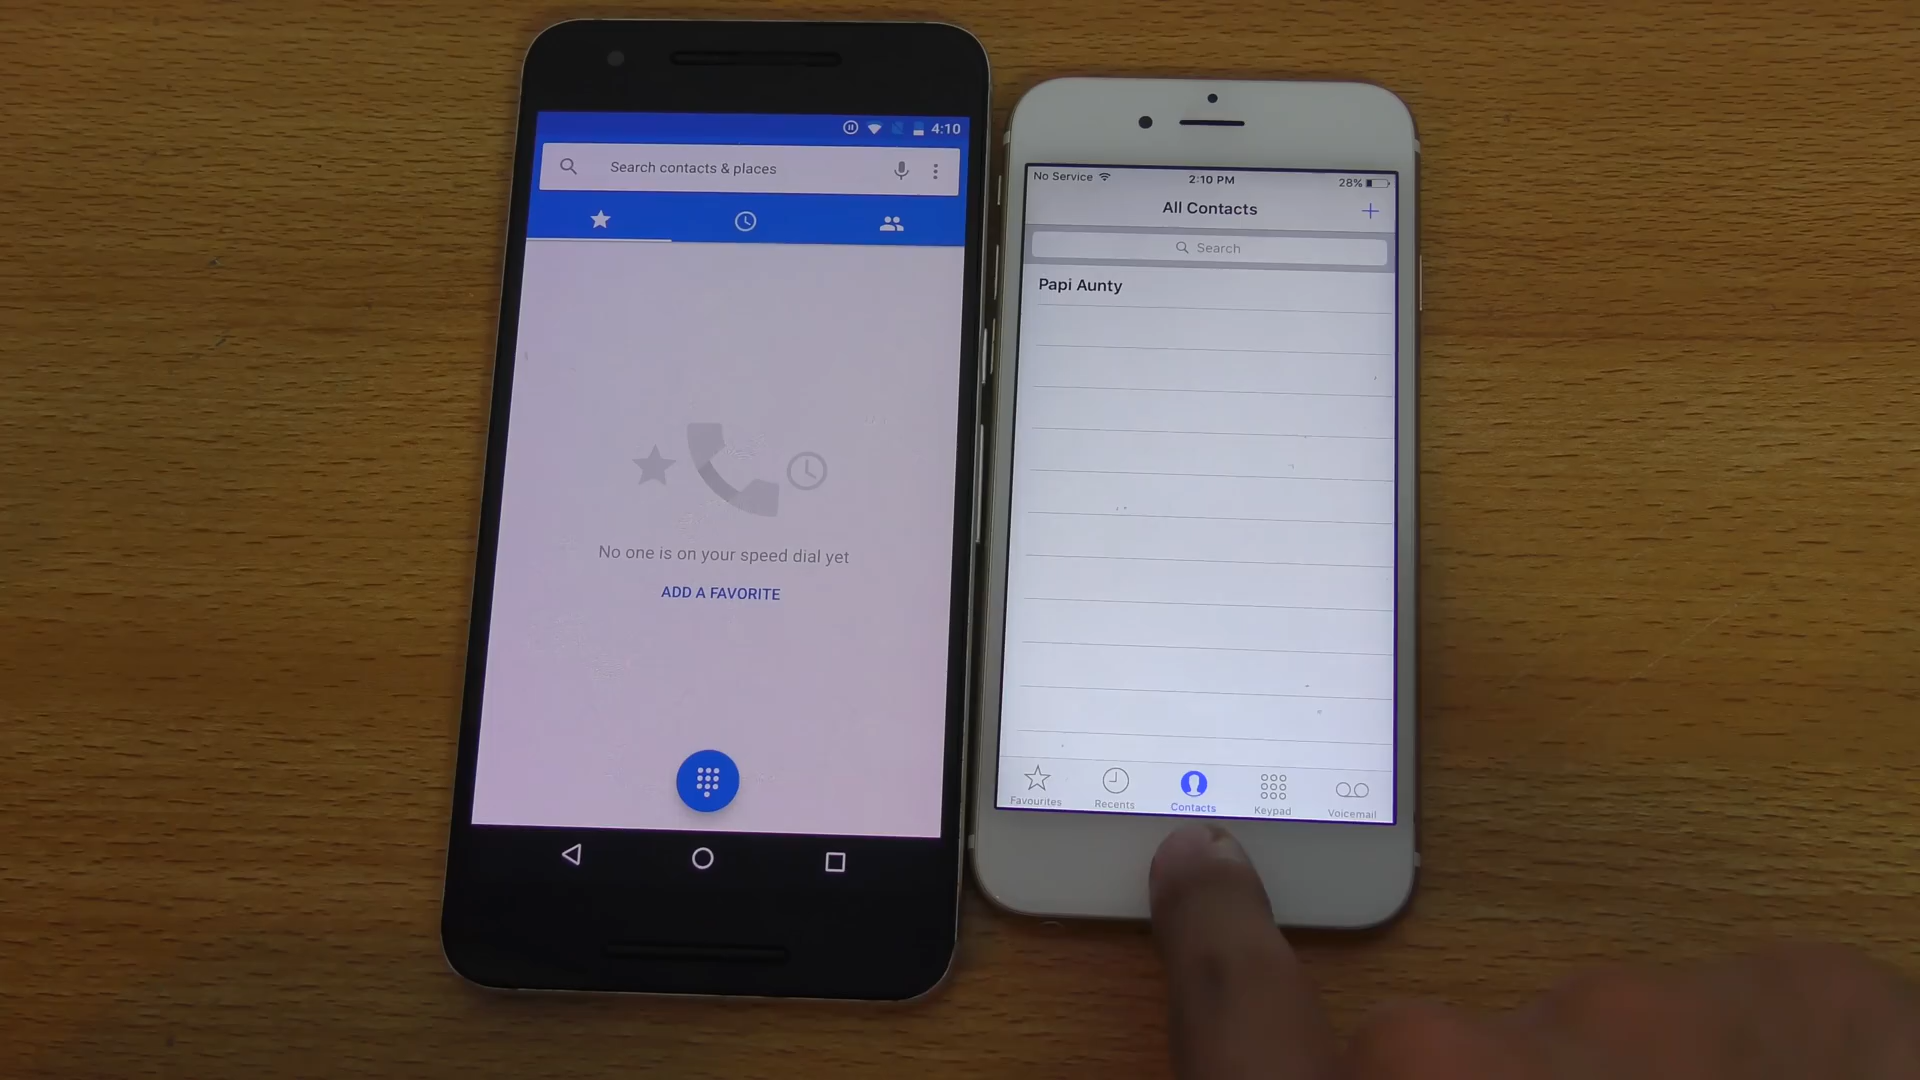 4:10
Search contacts & places
No one is on your speed dial yet
ADD A FAVORITE
No Service
2:10 PM
28%
All Contacts
Search
Papi Aunty
Favourites
Recents
Contacts
Keypad
Voicemail